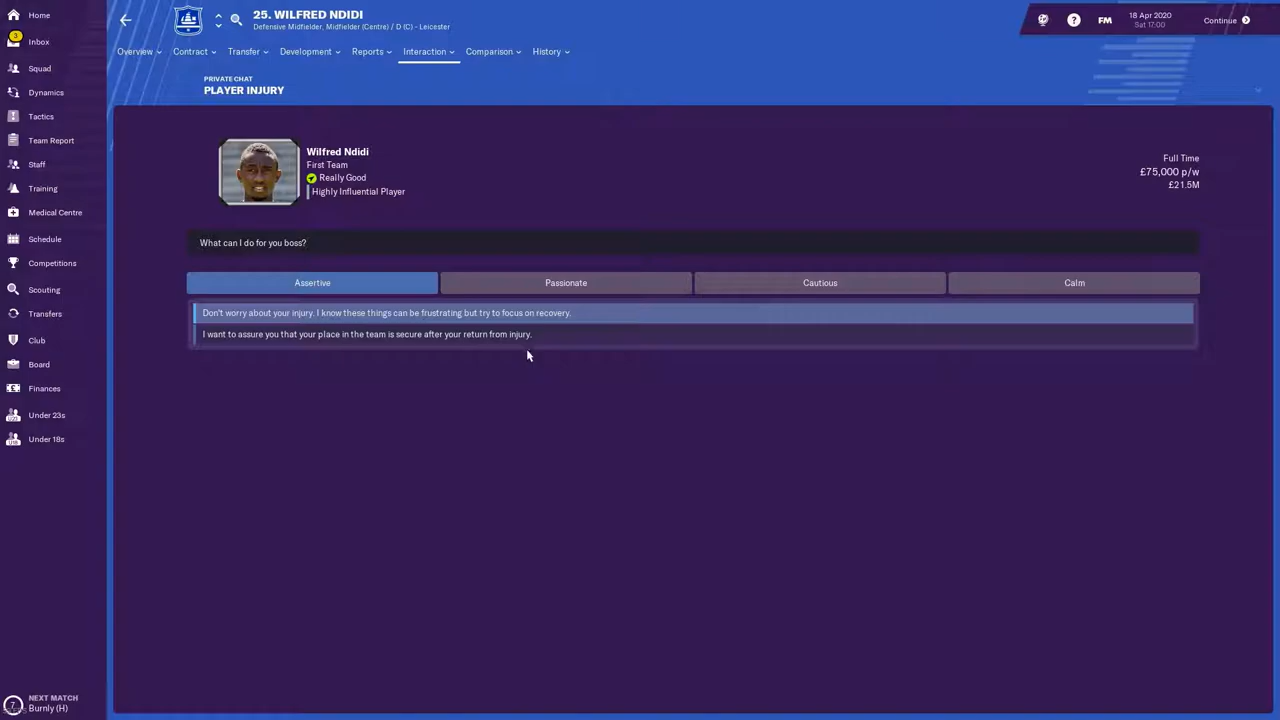 Home
3
Inbox
Squad
Dynamics
Tactics
Team Report
Staff
Training
Medical Centre
Schedule
Competitions
Scouting
Transfers
Club
Board
Finances
Under 23s
Under 18s
NEXT MATCH
Burnly (H)
25. WILFRED NDIDI
Defensive Midfielder, Midfielder (Centre) / D (C) - Leicester
?
FM
18 Apr 2020
Sat 17:00
Continue
Overview
Contract
Transfer
Development
Reports
Interaction
Comparison
History
PRIVATE CHAT
PLAYER INJURY
Wilfred Ndidi
First Team
Really Good
Highly Influential Player
Full Time
£75,000 p/w
£21.5M
What can I do for you boss?
Assertive
Passionate
Cautious
Calm
Don't worry about your injury. I know these things can be frustrating but try to focus on recovery.
I want to assure you that your place in the team is secure after your return from injury.